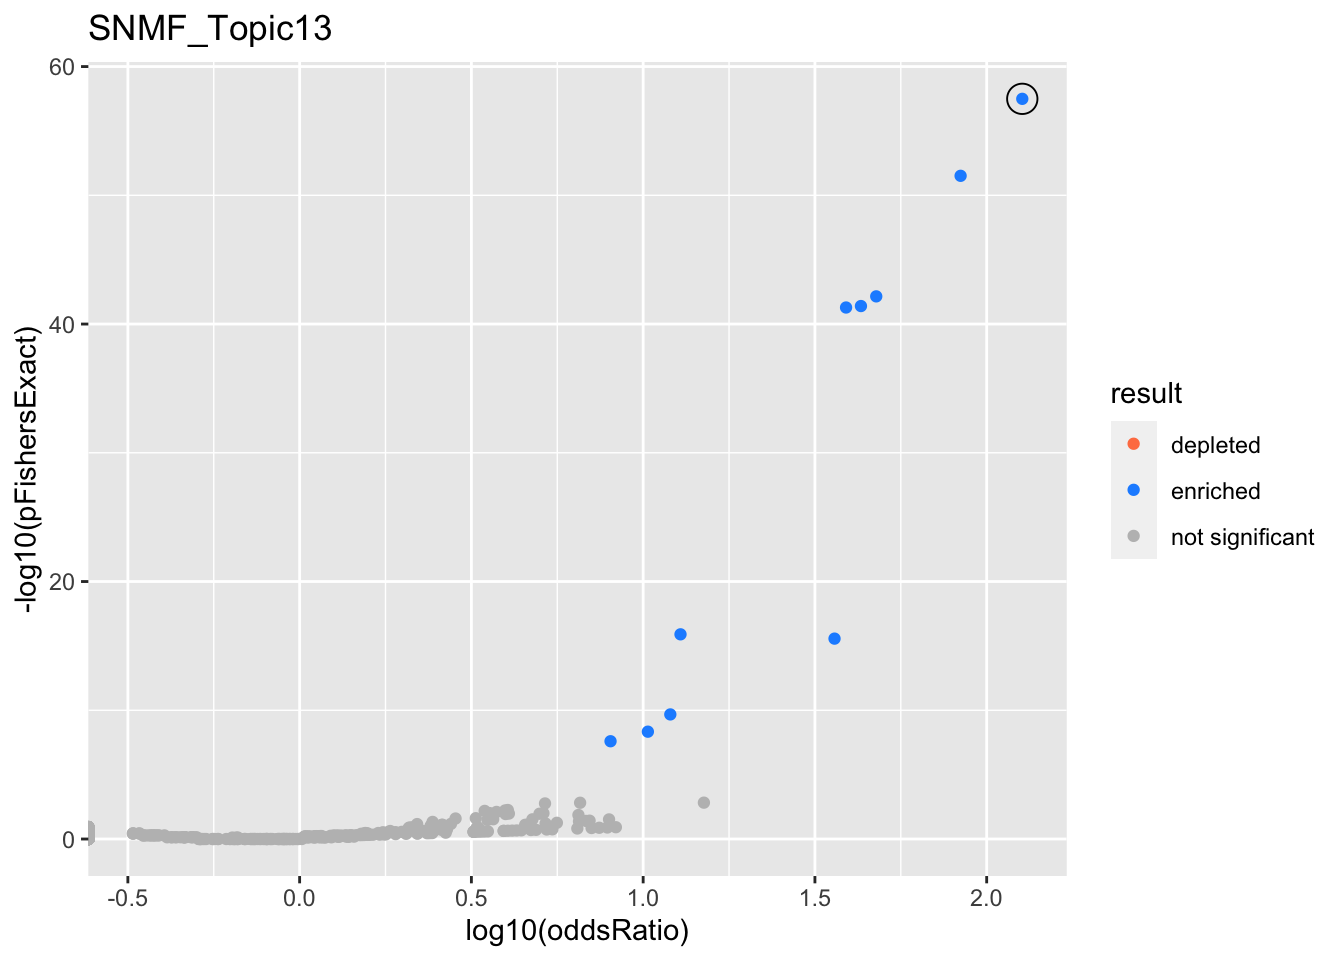 SNMF_Topic13
60
40
20
0
-log10(pFishersExact)
-0.5
0.0
0.5
1.0
1.5
2.0
log10(oddsRatio)
result
depleted
enriched
not significant